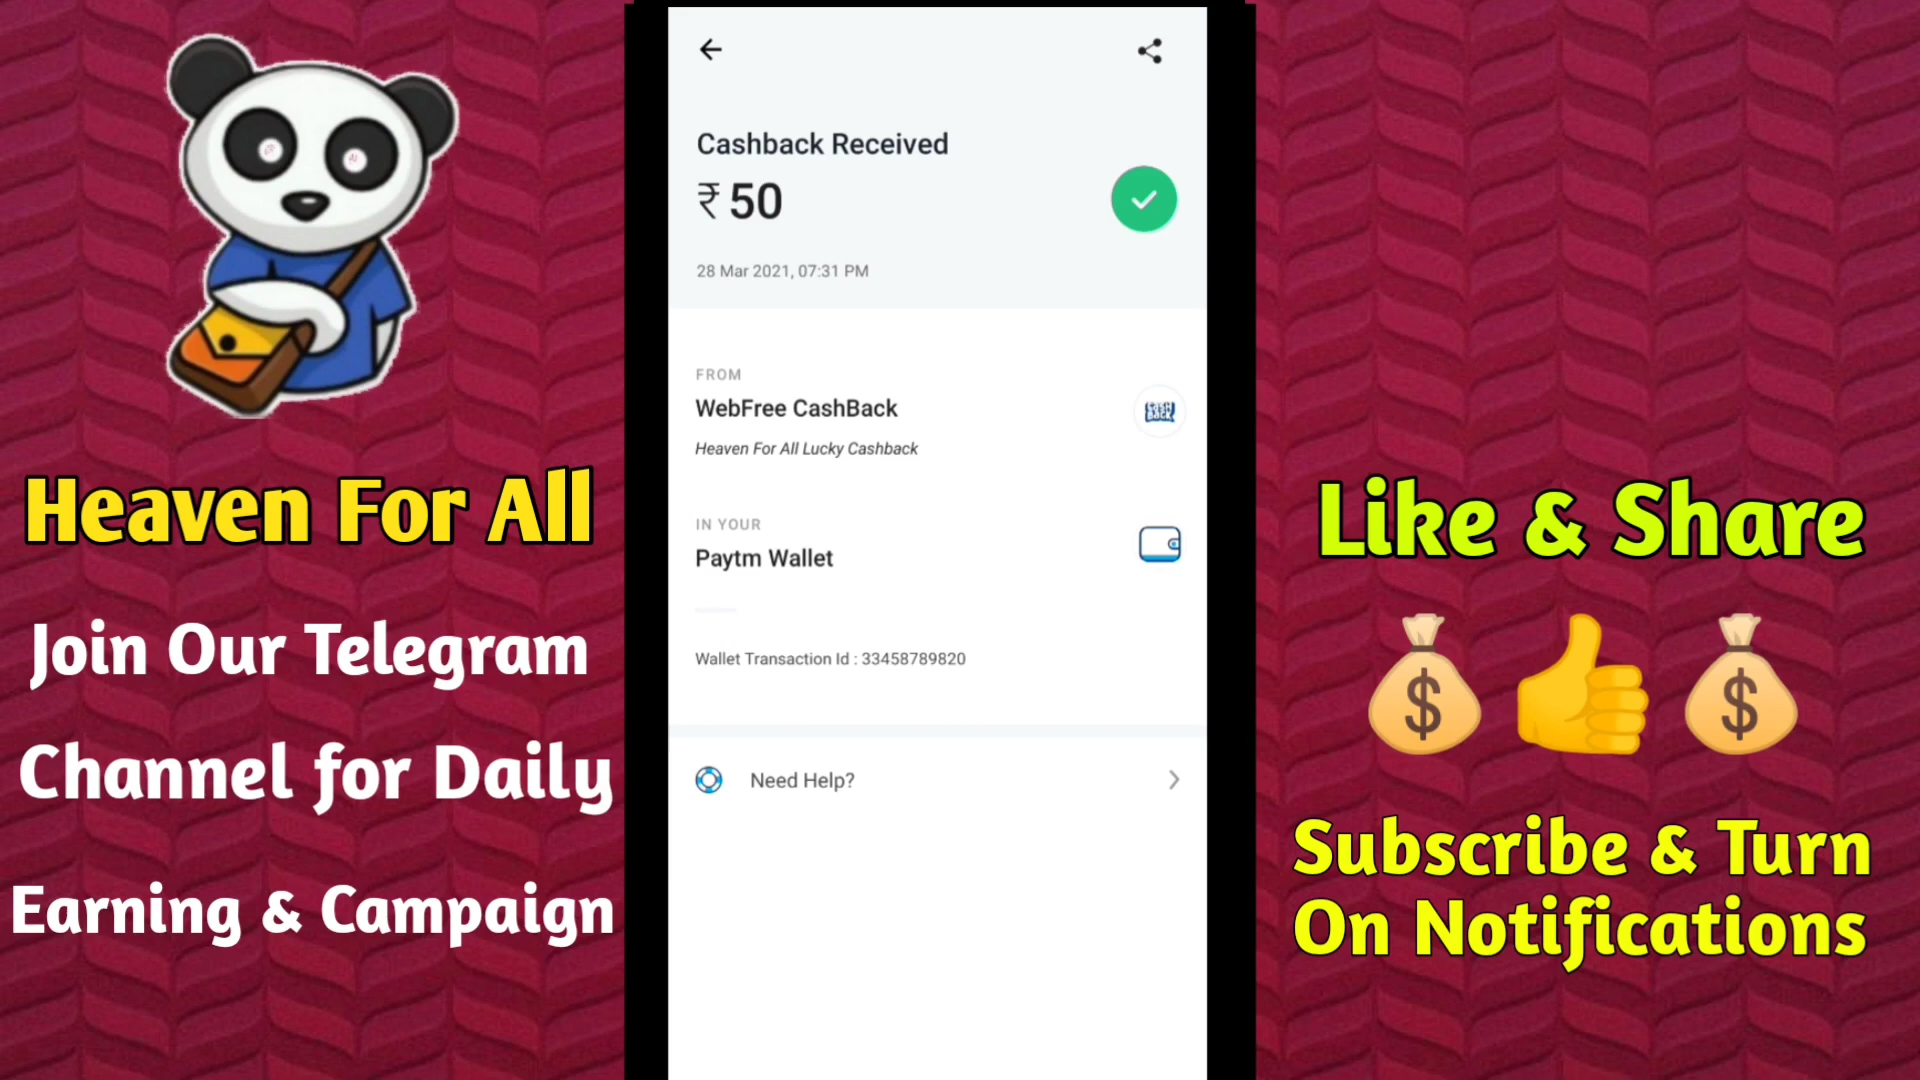 Heaven For All
Join Our Telegram
Channel for Daily
Earning & Campaign
Cashback Received
₹ 50
28 Mar 2021, 07:31 PM
FROM
WebFree CashBack
CASH
BACK
Heaven For All Lucky Cashback
IN YOUR
Paytm Wallet
Wallet Transaction Id : 33458789820
Need Help?
Like & Share
$ $
Subscribe & Turn
On Notifications